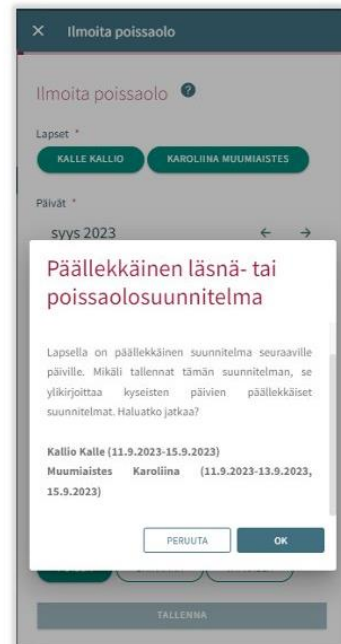 × Ilmoita poissaolo
Ilmoita poissaolo ?
Lapset *
KALLE KALLIO KAROLIINA MUUMIAISTES
Päivät *
syys 2023 ← →
Päällekkäinen läsnä- tai
poissaolosuunnitelma
Lapsella on päällekkäinen suunnitelma seuraaville
päiville. Mikäli tallennat tämän suunnitelman, se
ylikirjoittaa kyseisten päivien päällekkäiset
suunnitelmat. Haluatko jatkaa?
Kallio Kalle (11.9.2023-15.9.2023)
Muumiaistes Karoliina (11.9.2023-13.9.2023,
15.9.2023)
PERUUTA OK
TALLENNA